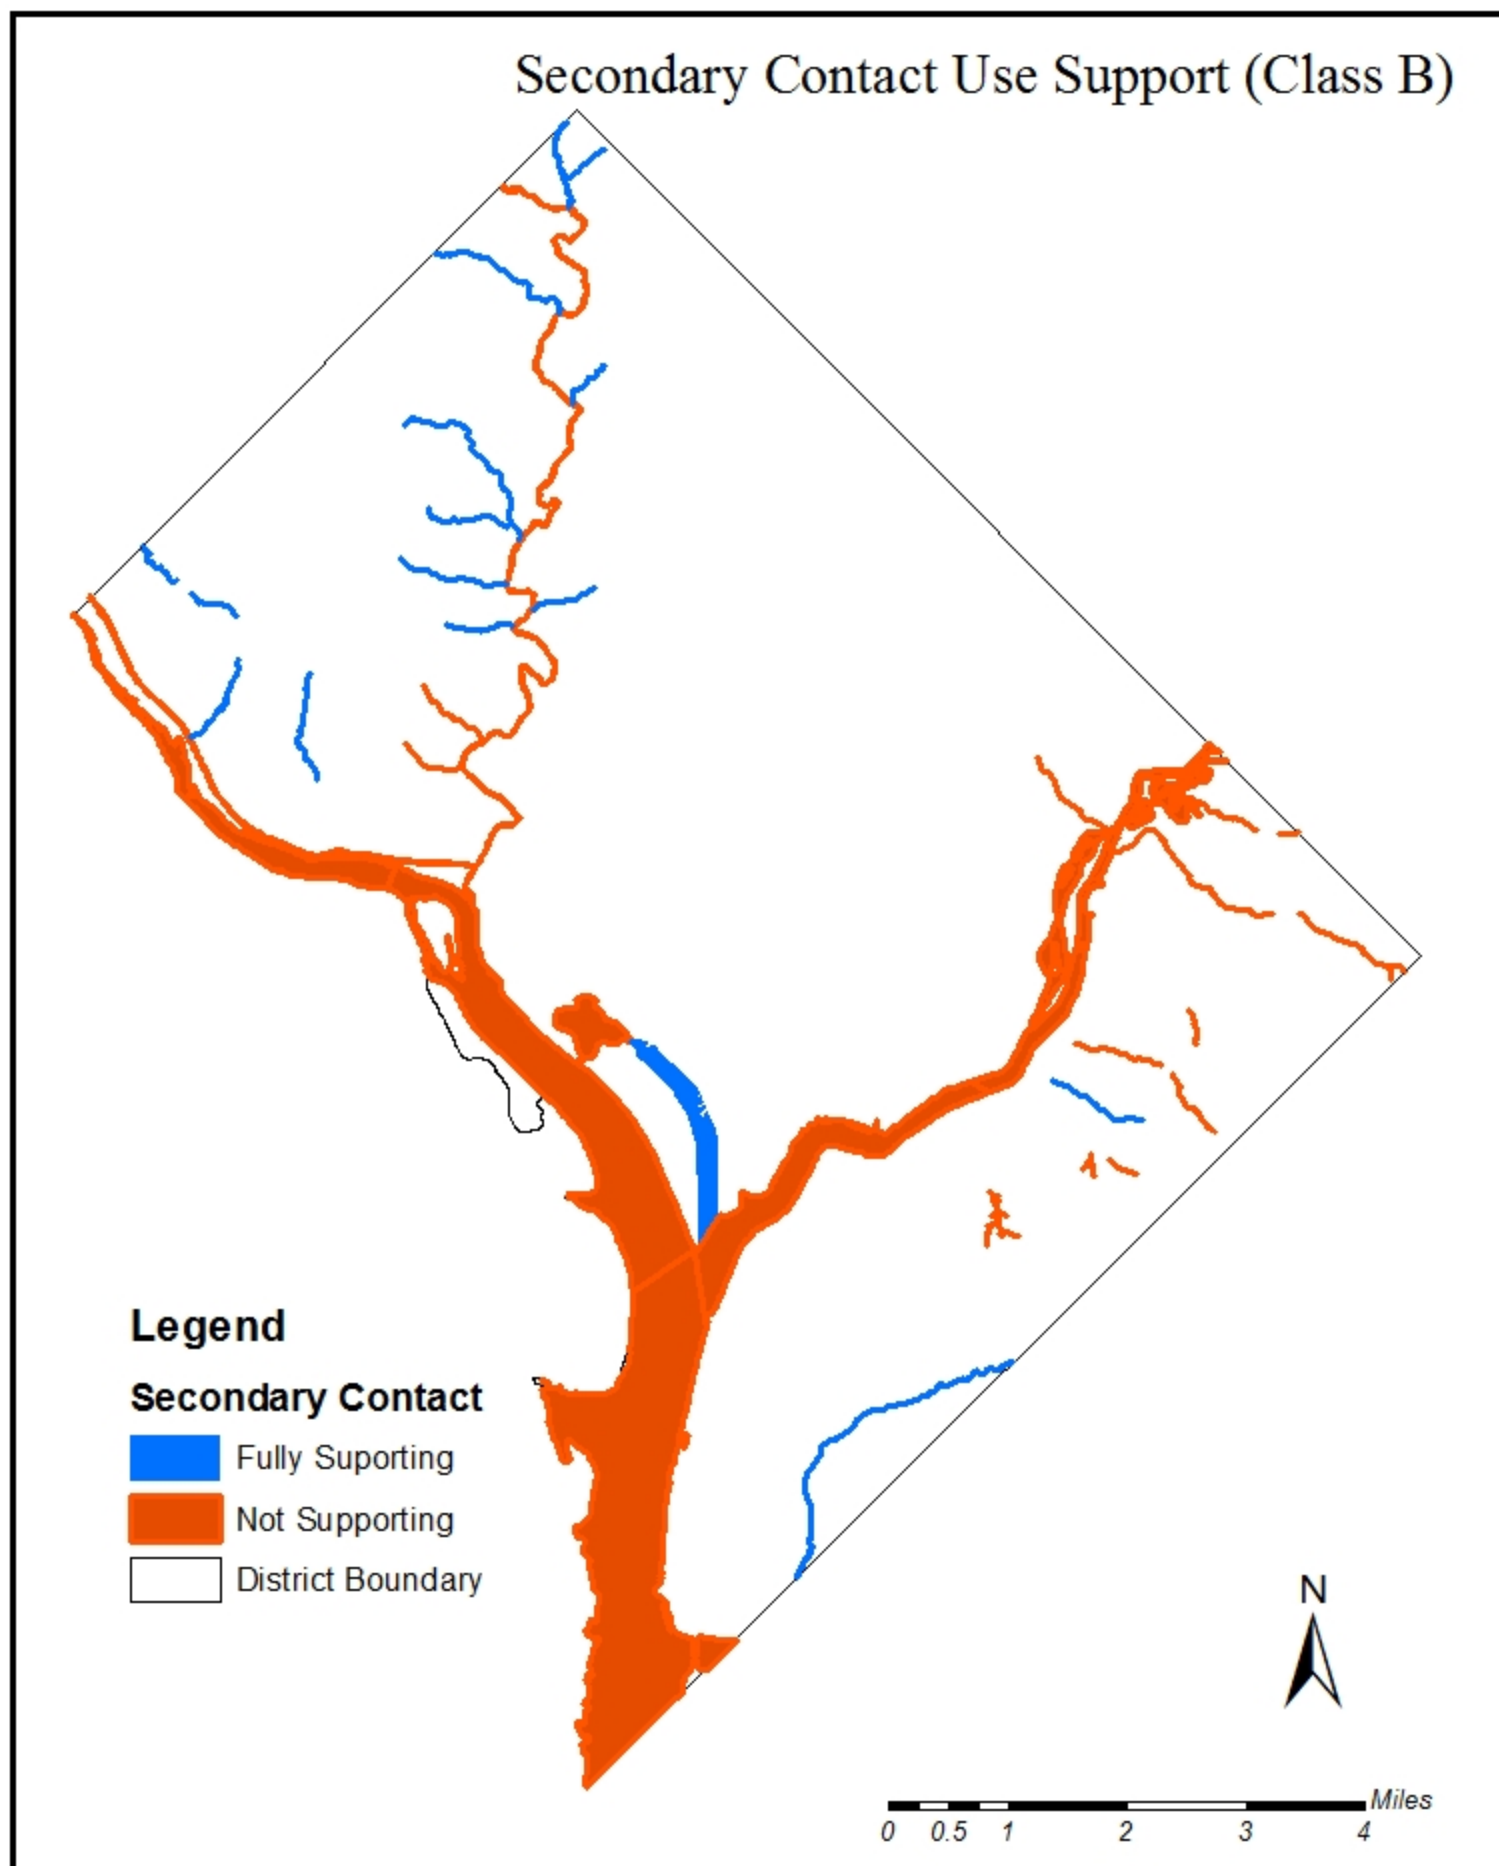 Secondary Contact Use Support (Class B)
Legend
Secondary Contact
Fully Suporting
Not Supporting
District Boundary
N
Miles
0 0.5 1 2 3 4